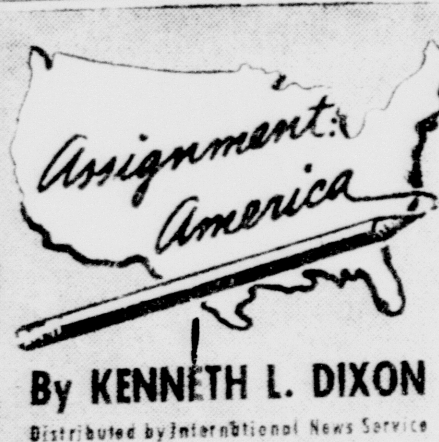 Assignment:
America
By KENNETH L. DIXON
Distributed by International News Service